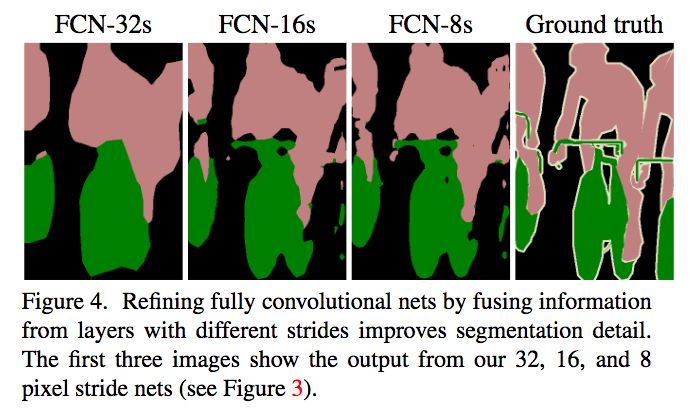 FCN-32s FCN-16s FCN-8s Ground truth
Figure 4. Refining fully convolutional nets by fusing information
from layers with different strides improves segmentation detail.
The first three images show the output from our 32, 16, and 8
pixel stride nets (see Figure 3).